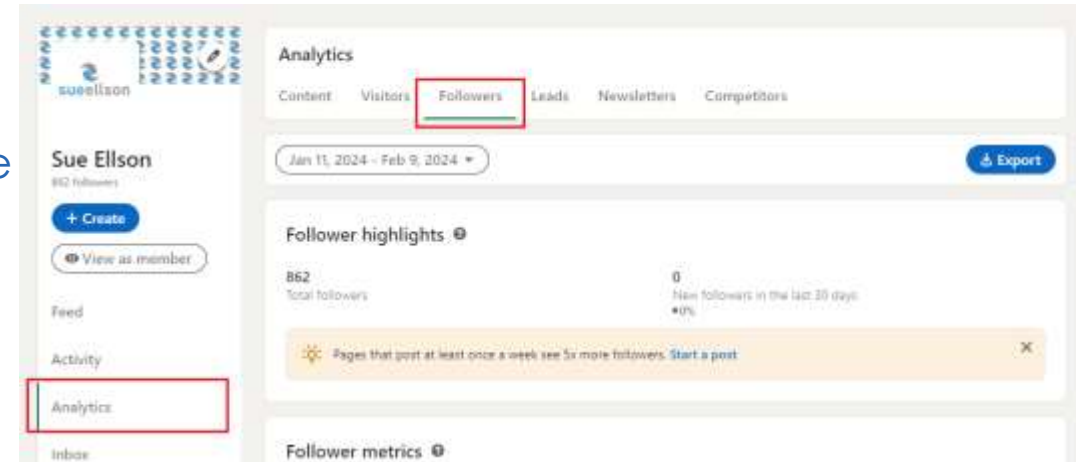 sueellson
Sue Ellson
862 followers
+ Create
View as member
Feed
Activity
Analytics
Inbox
Analytics
Content Visitors Followers Leads Newsletters Competitors
Jan 11, 2024 - Feb 9, 2024
Export
Follower highlights
862
Total followers
0
New followers in the last 30 days
0%
Pages that post at least once a week see 5x more followers. Start a post
Follower metrics
e